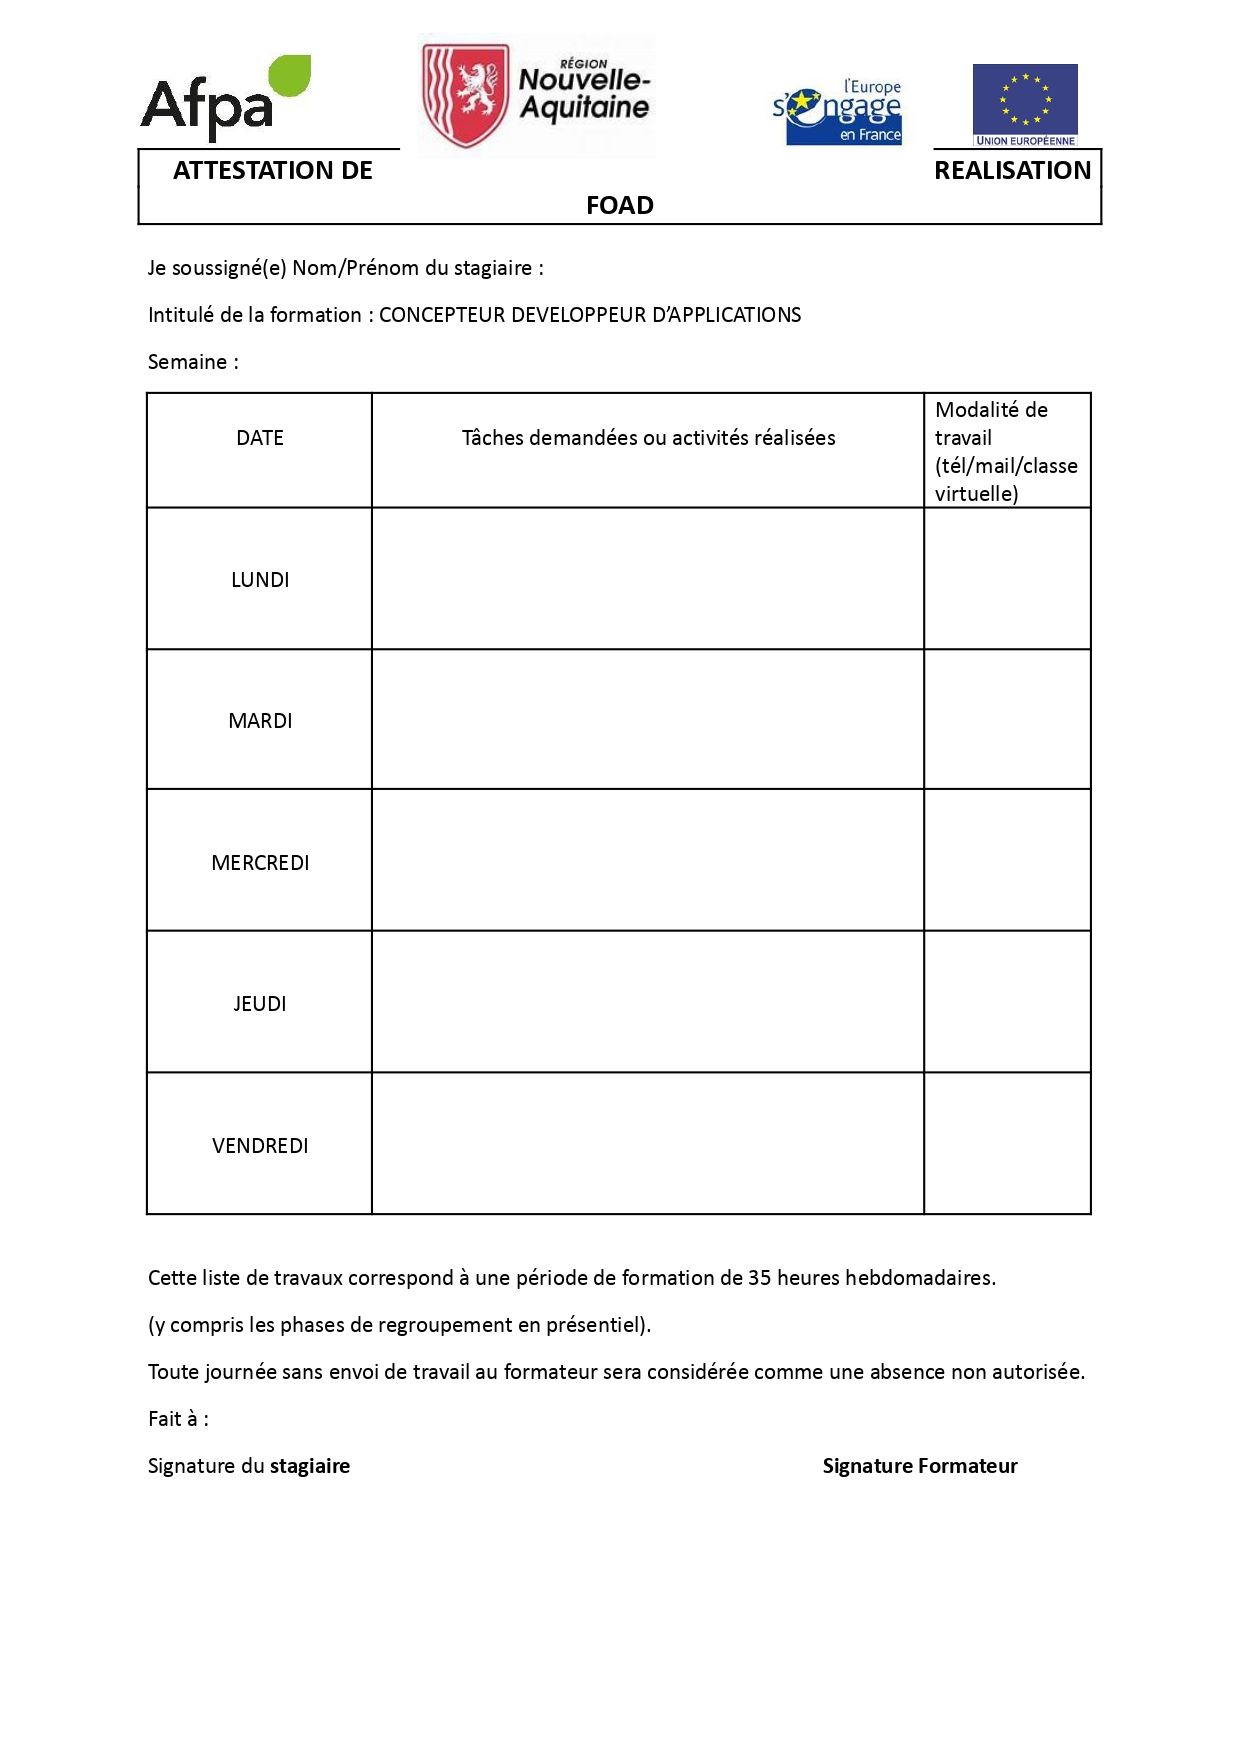 Afpa
RÉGION
Nouvelle-
Aquitaine
l'Europe
s'engage
en France
UNION EUROPÉENNE
ATTESTATION DE REALISATION
FOAD
Je soussigné(e) Nom/Prénom du stagiaire :
Intitulé de la formation : CONCEPTEUR DEVELOPPEUR D’APPLICATIONS
Semaine :
DATE
Tâches demandées ou activités réalisées
Modalité de
travail
(tél/mail/classe
virtuelle)
LUNDI
MARDI
MERCREDI
JEUDI
VENDREDI
Cette liste de travaux correspond à une période de formation de 35 heures hebdomadaires.
(y compris les phases de regroupement en présentiel).
Toute journée sans envoi de travail au formateur sera considérée comme une absence non autorisée.
Fait à :
Signature du stagiaire Signature Formateur